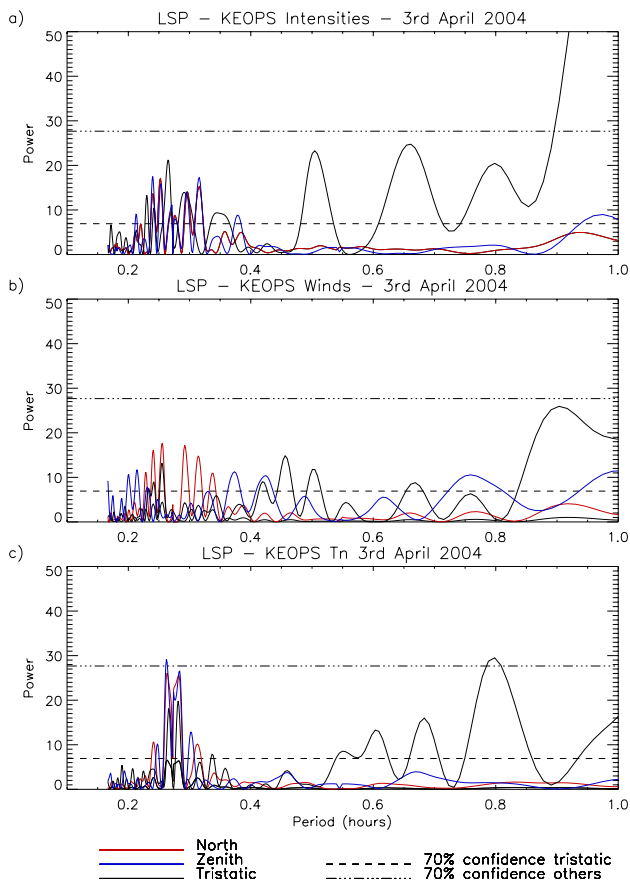 a)
LSP – KEOPS Intensities – 3rd April 2004
50
40
30
20
10
0
Power
0.2 0.4 0.6 0.8 1.0
b)
LSP – KEOPS Winds – 3rd April 2004
50
40
30
20
10
0
Power
0.2 0.4 0.6 0.8 1.0
c)
LSP – KEOPS Tn 3rd April 2004
50
40
30
20
10
0
Power
0.2 0.4 0.6 0.8 1.0
Period (hours)
North
Zenith
Tristatic
70% confidence tristatic
70% confidence others